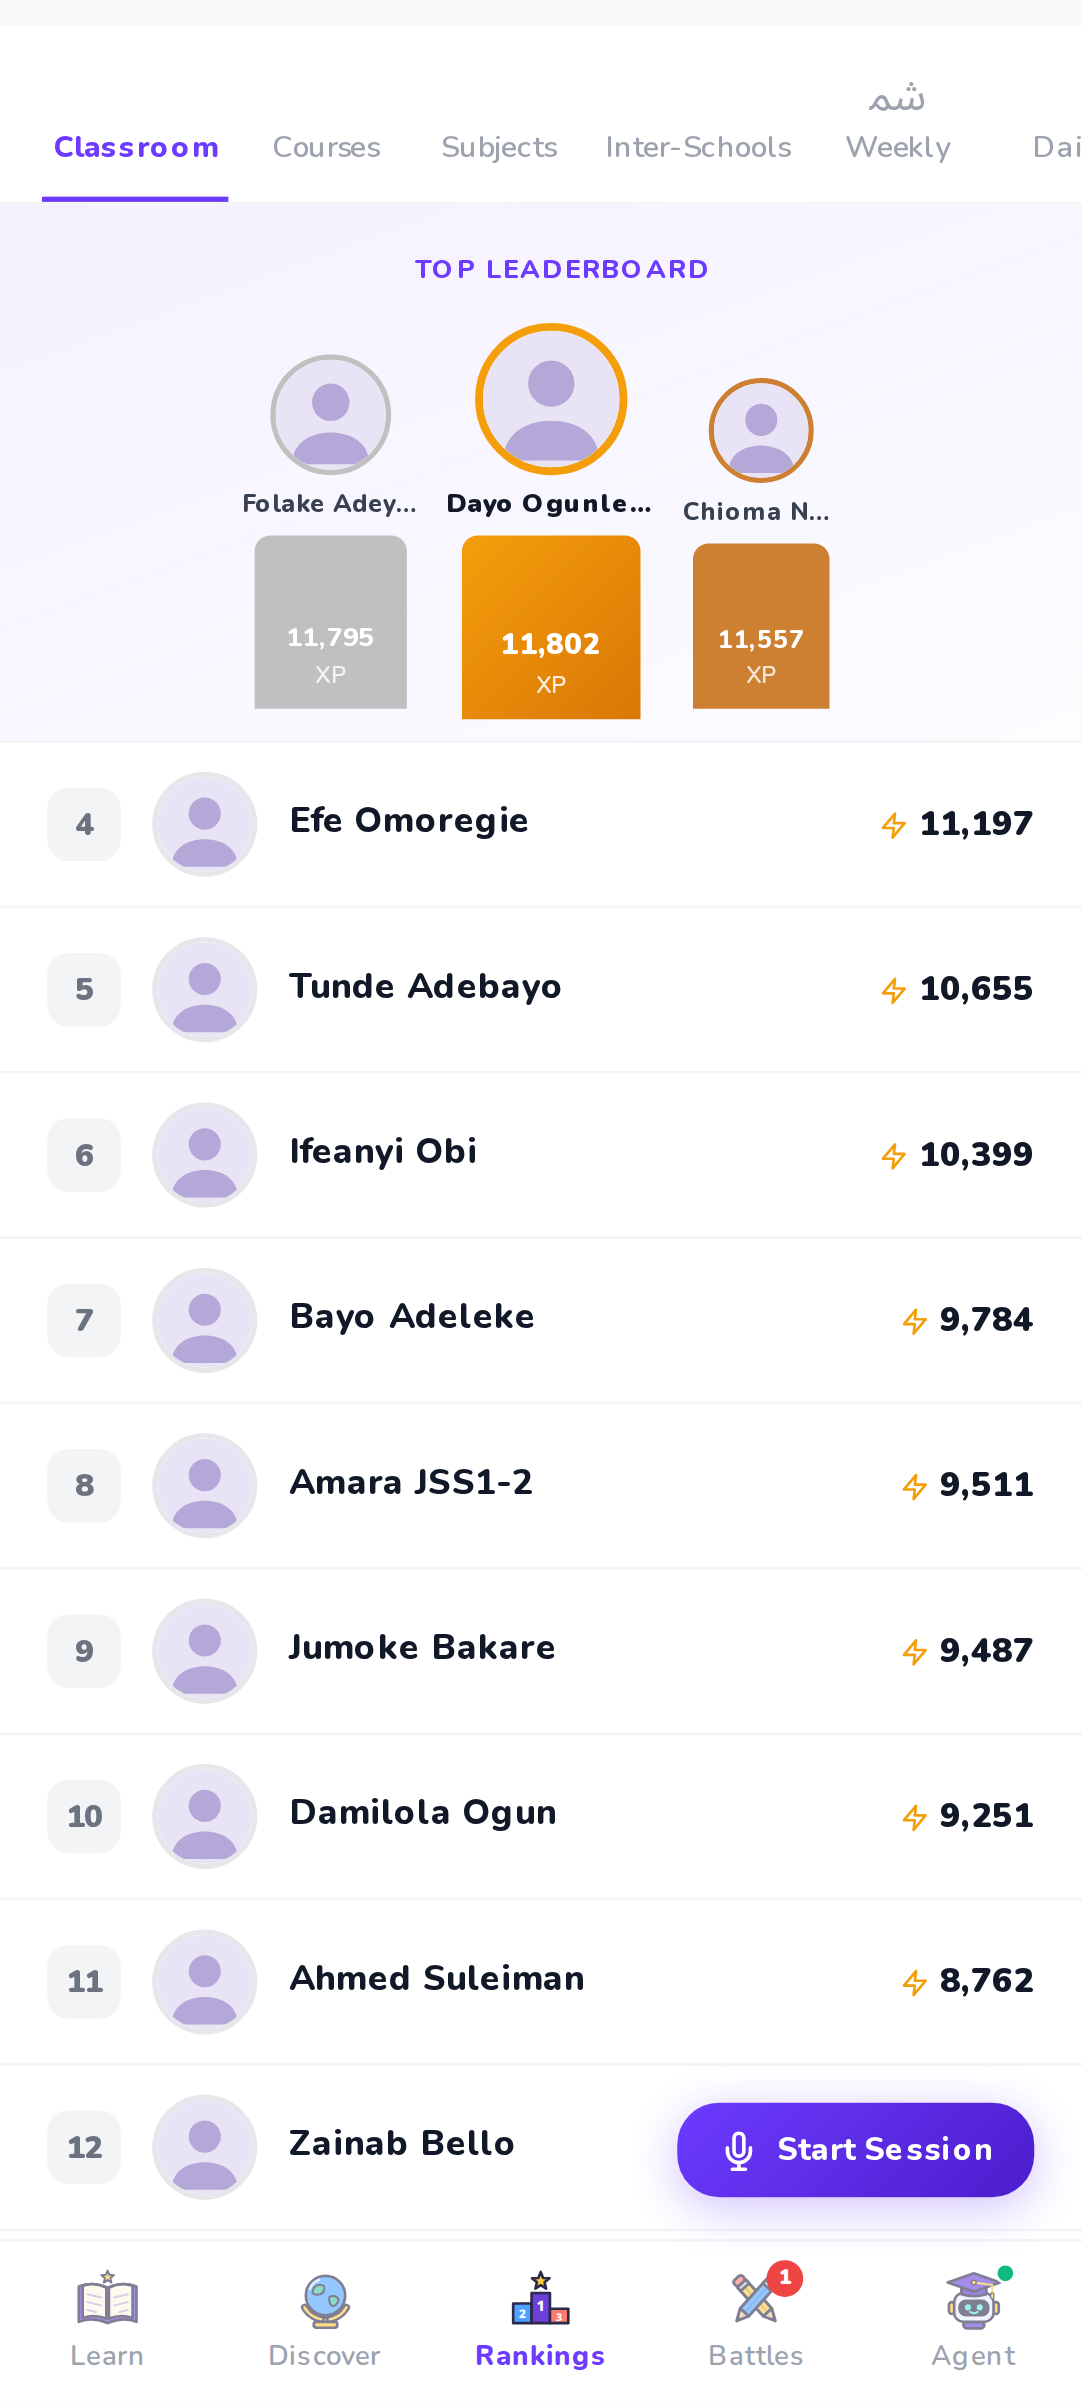 شم
Classroom Courses Subjects Inter-Schools Weekly Dai
TOP LEADERBOARD
Folake Adey... Dayo Ogunle... Chioma N...
11,795 11,802 11,557
XP XP XP
4 Efe Omoregie 11,197
5 Tunde Adebayo 10,655
6 Ifeanyi Obi 10,399
7 Bayo Adeleke 9,784
8 Amara JSS1-2 9,511
9 Jumoke Bakare 9,487
10 Damilola Ogun 9,251
11 Ahmed Suleiman 8,762
12 Zainab Bello Start Session
2 1 3 1
Learn Discover Rankings Battles Agent